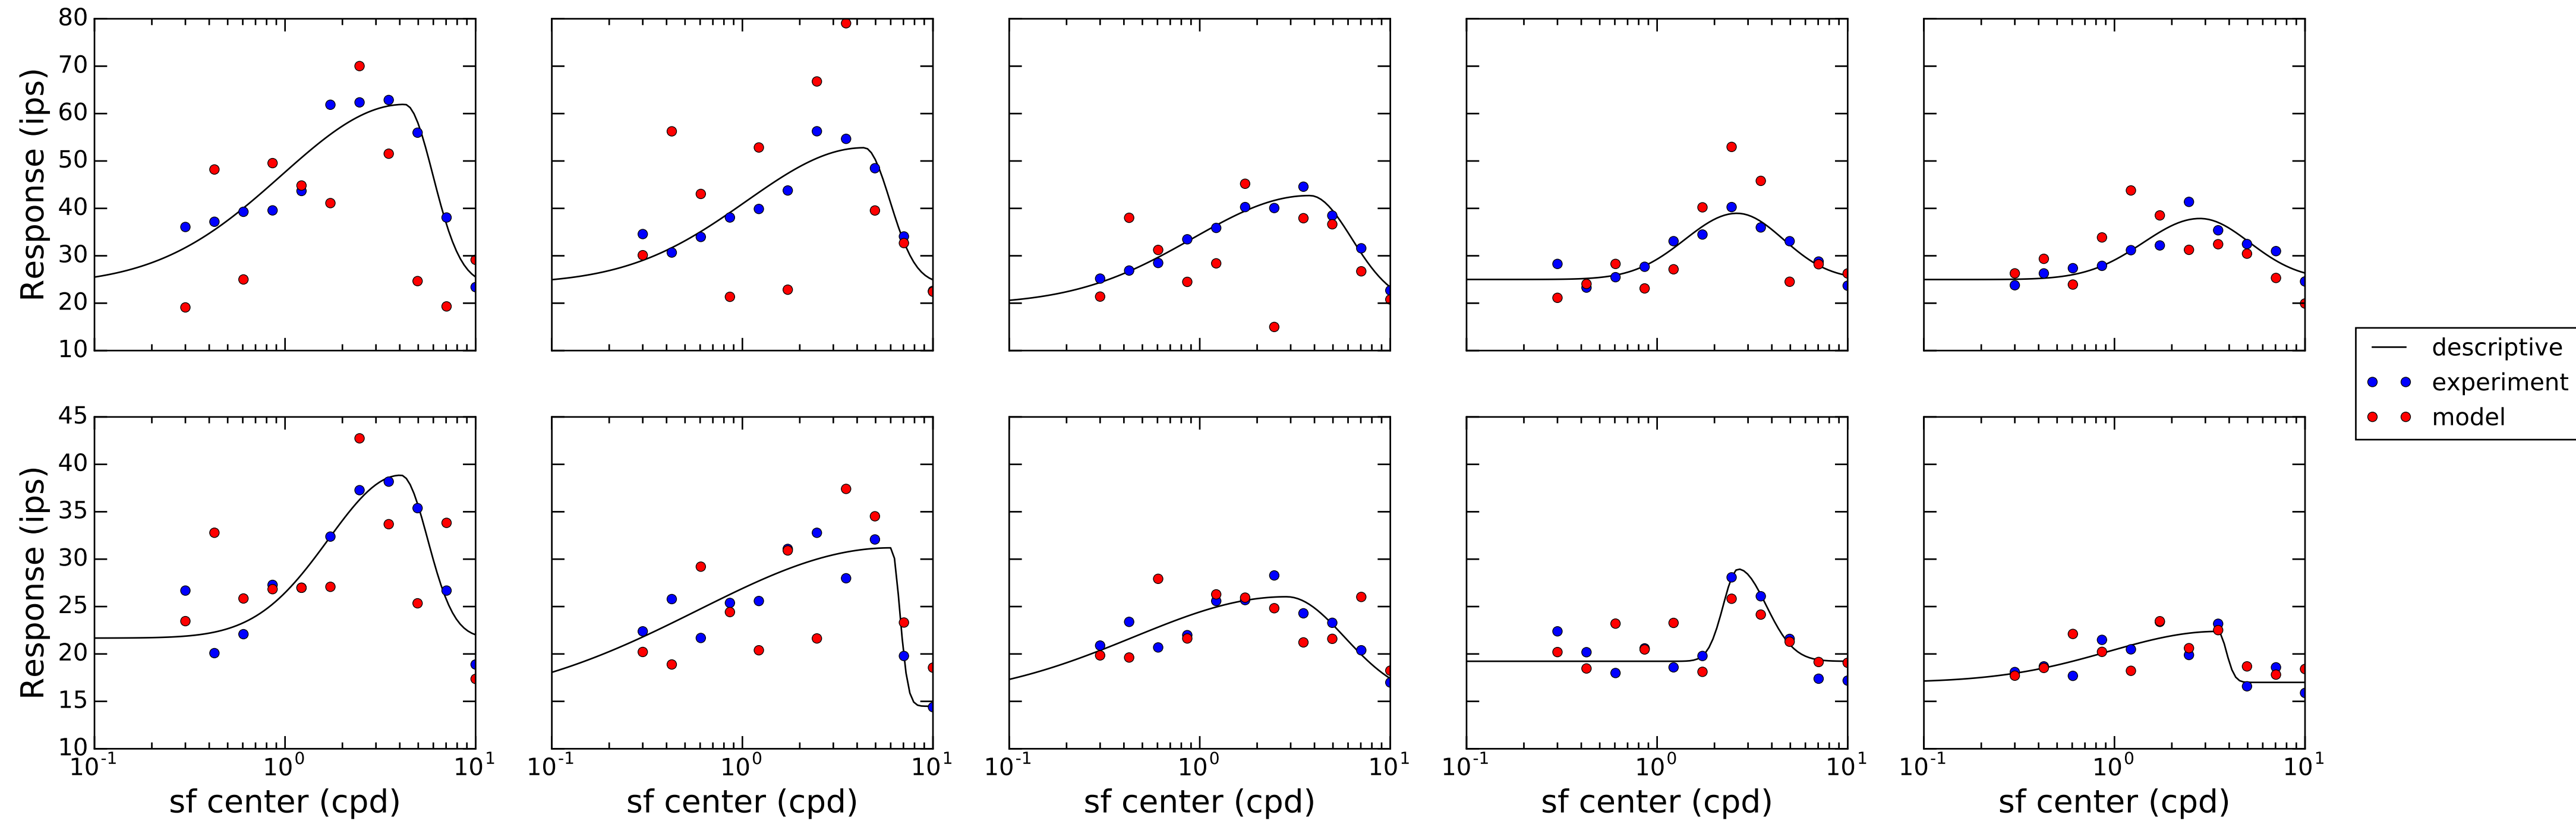 80
70
60
50
40
30
20
10
Response (ips)
descriptive
experiment
model
45
40
35
30
25
20
15
10
Response (ips)
10^-1 10^0 10^1 10^-1 10^0 10^1 10^-1 10^0 10^1 10^-1 10^0 10^1 10^-1 10^0 10^1
sf center (cpd) sf center (cpd) sf center (cpd) sf center (cpd) sf center (cpd)